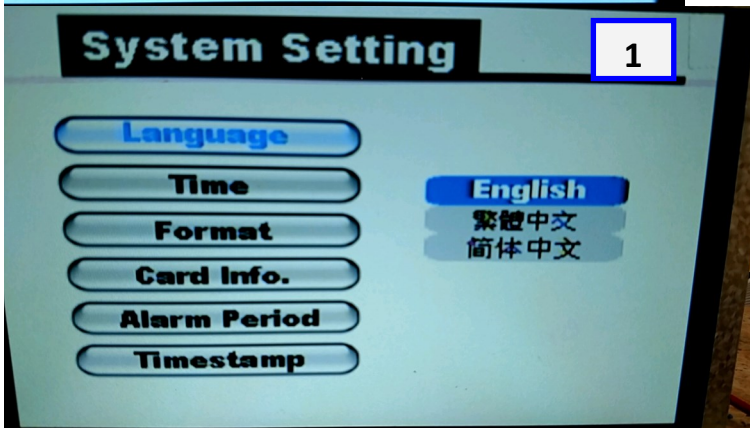 System Setting
1
Language
Time
Format
Card Info.
Alarm Period
Timestamp
English
繁體中文
简体中文